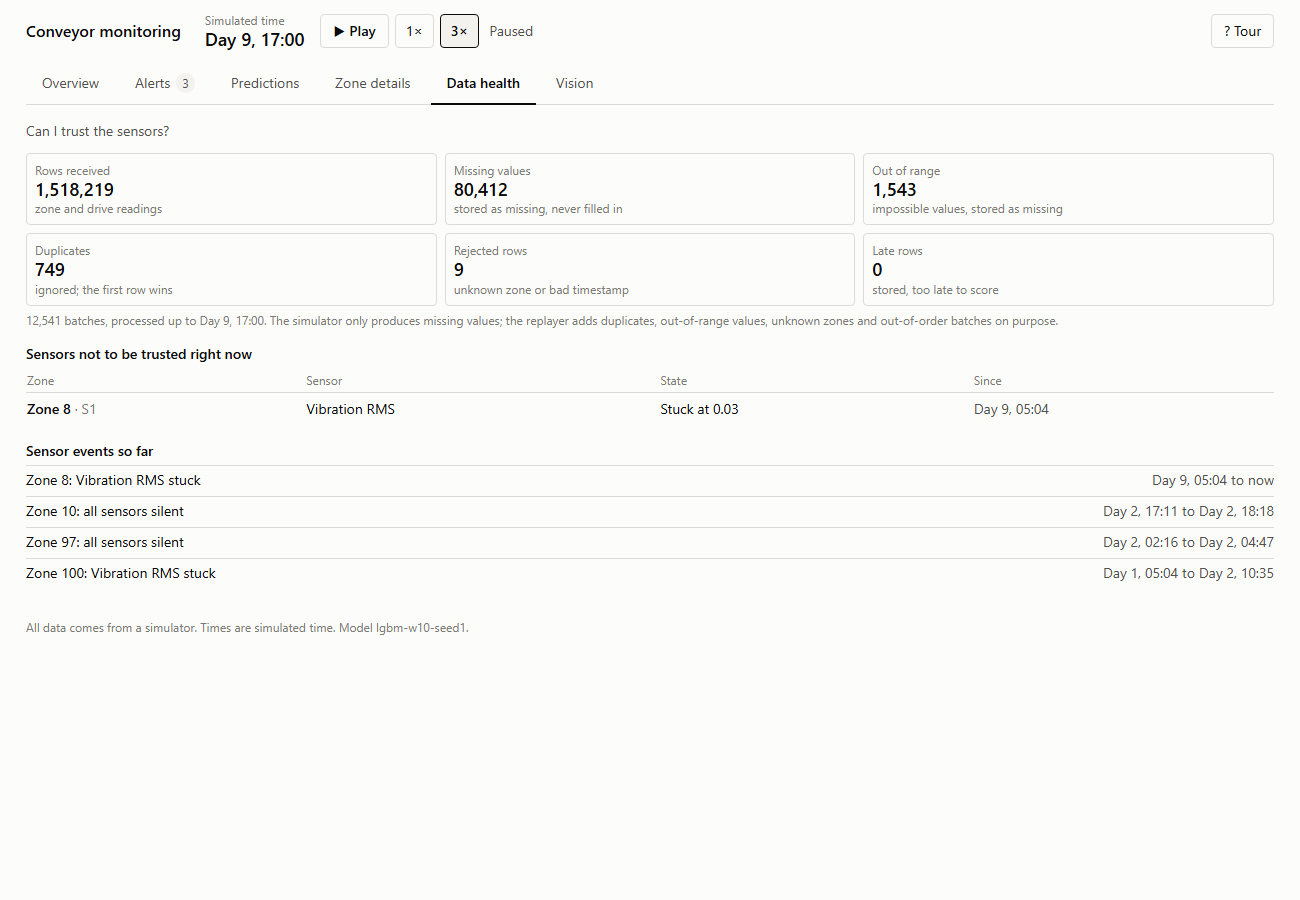 Conveyor monitoring
Simulated time
Day 9, 17:00
▶ Play
1×
3×
Paused
? Tour
Overview
Alerts 3
Predictions
Zone details
Data health
Vision
Can I trust the sensors?
Rows received
1,518,219
zone and drive readings
Missing values
80,412
stored as missing, never filled in
Out of range
1,543
impossible values, stored as missing
Duplicates
749
ignored; the first row wins
Rejected rows
9
unknown zone or bad timestamp
Late rows
0
stored, too late to score
12,541 batches, processed up to Day 9, 17:00. The simulator only produces missing values; the replayer adds duplicates, out-of-range values, unknown zones and out-of-order batches on purpose.
Sensors not to be trusted right now
Zone Sensor State Since
Zone 8 · S1 Vibration RMS Stuck at 0.03 Day 9, 05:04
Sensor events so far
Zone 8: Vibration RMS stuck Day 9, 05:04 to now
Zone 10: all sensors silent Day 2, 17:11 to Day 2, 18:18
Zone 97: all sensors silent Day 2, 02:16 to Day 2, 04:47
Zone 100: Vibration RMS stuck Day 1, 05:04 to Day 2, 10:35
All data comes from a simulator. Times are simulated time. Model lgbm-w10-seed1.